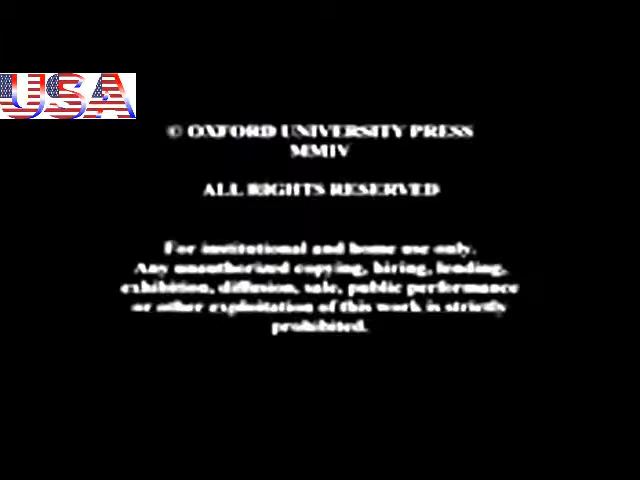 USA
© OXFORD UNIVERSITY PRESS
MMIV
ALL RIGHTS RESERVED
For institutional and home use only.
Any unauthorized copying, hiring, lending,
exhibition, diffusion, sale, public performance
or other exploitation of this work is strictly
prohibited.